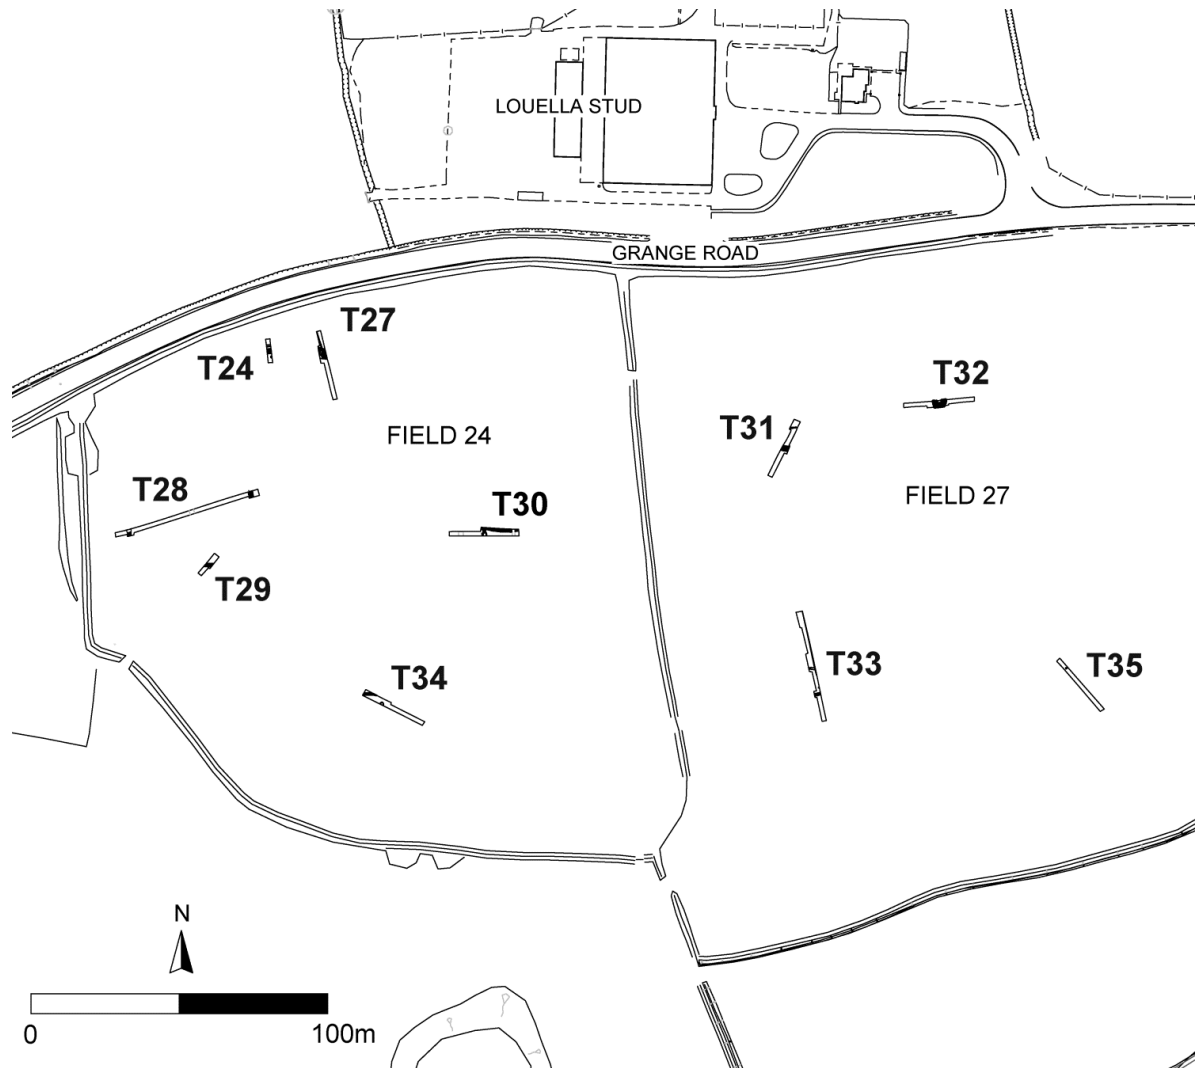 LOUELLA STUD
GRANGE ROAD
T27
T24
T32
T31
FIELD 24
T28
T30
FIELD 27
T29
T34
T33
T35
N
0
100m